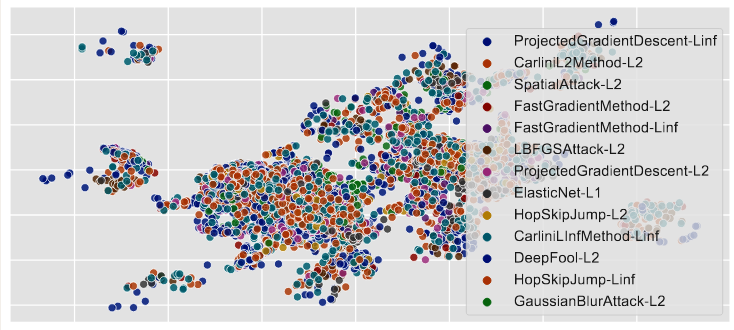 ProjectedGradientDescent-Linf
CarliniL2Method-L2
SpatialAttack-L2
FastGradientMethod-L2
FastGradientMethod-Linf
LBFGSAttack-L2
ProjectedGradientDescent-L2
ElasticNet-L1
HopSkipJump-L2
CarliniLInfMethod-Linf
DeepFool-L2
HopSkipJump-Linf
GaussianBlurAttack-L2